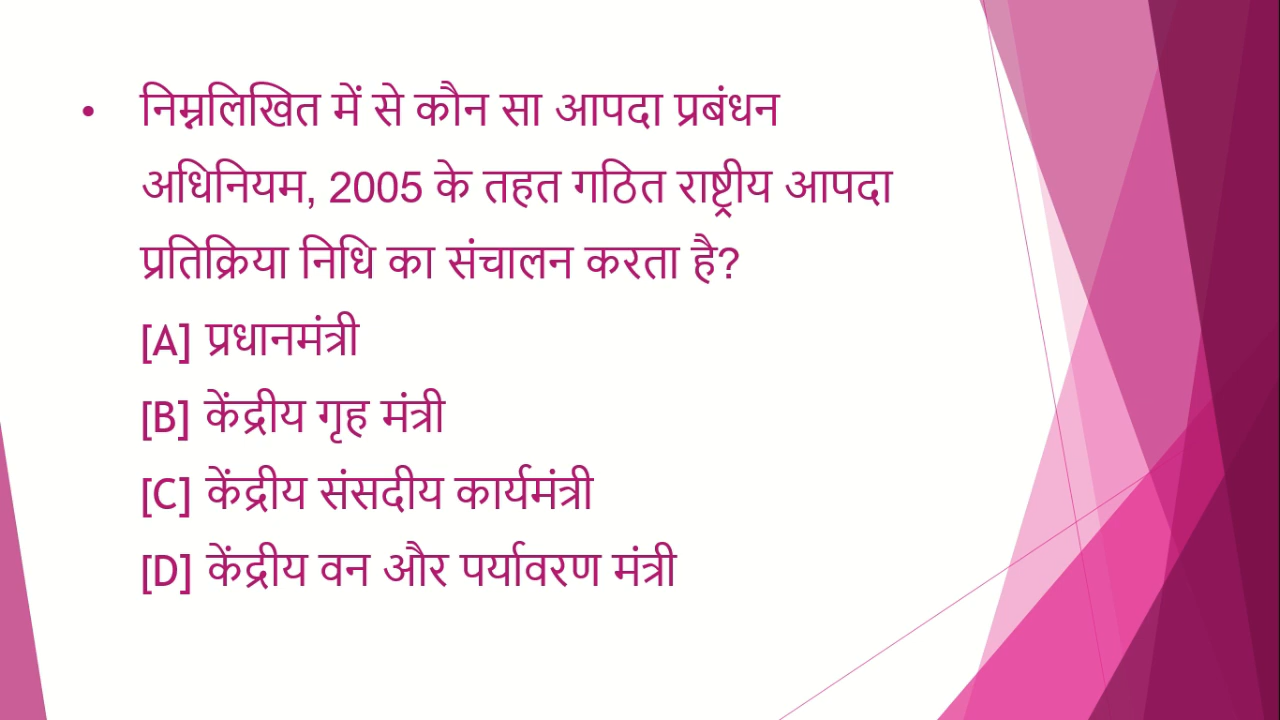 • निम्नलिखित में से कौन सा आपदा प्रबंधन
अधिनियम, 2005 के तहत गठित राष्ट्रीय आपदा
प्रतिक्रिया निधि का संचालन करता है?
[A] प्रधानमंत्री
[B] केंद्रीय गृह मंत्री
[C] केंद्रीय संसदीय कार्यमंत्री
[D] केंद्रीय वन और पर्यावरण मंत्री